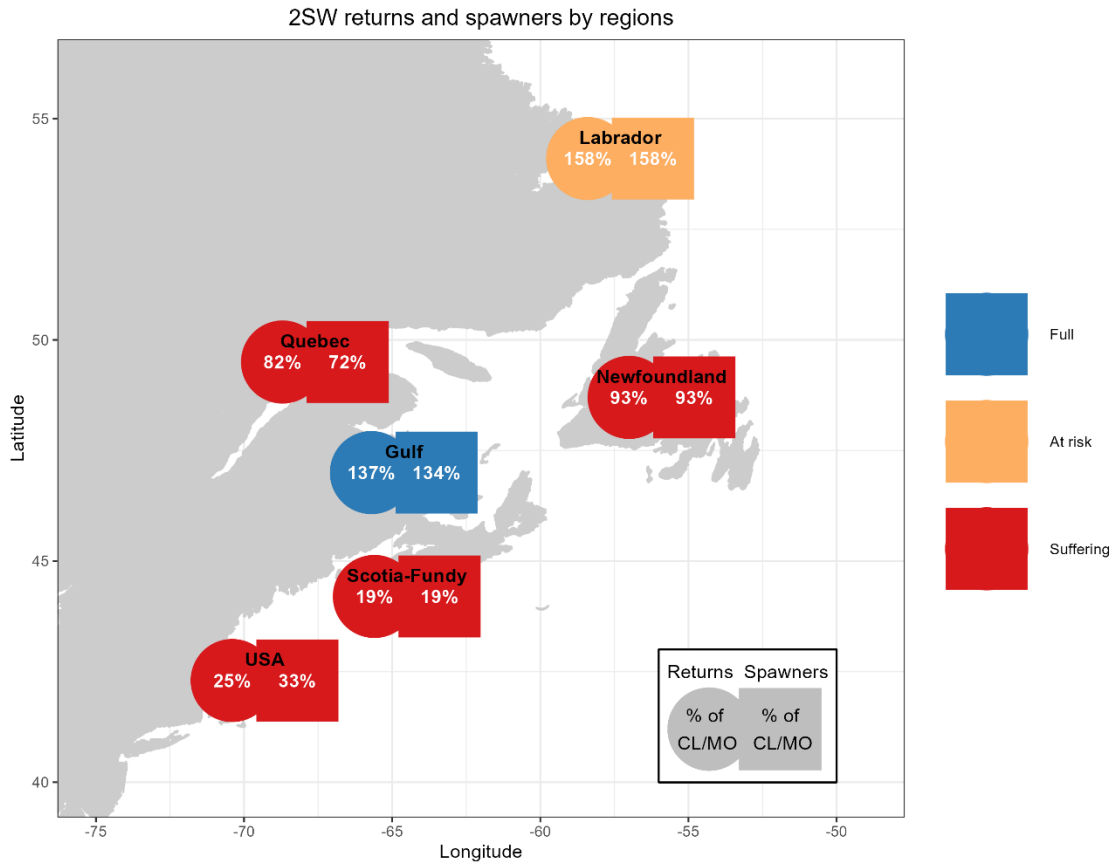 2SW returns and spawners by regions
Latitude
55
50
45
40
Labrador
158% 158%
Quebec
82% 72%
Newfoundland
93% 93%
Gulf
137% 134%
Scotia-Fundy
19% 19%
USA
25% 33%
Returns Spawners
% of % of
CL/MO CL/MO
-75 -70 -65 -60 -55 -50
Longitude
Full
At risk
Suffering